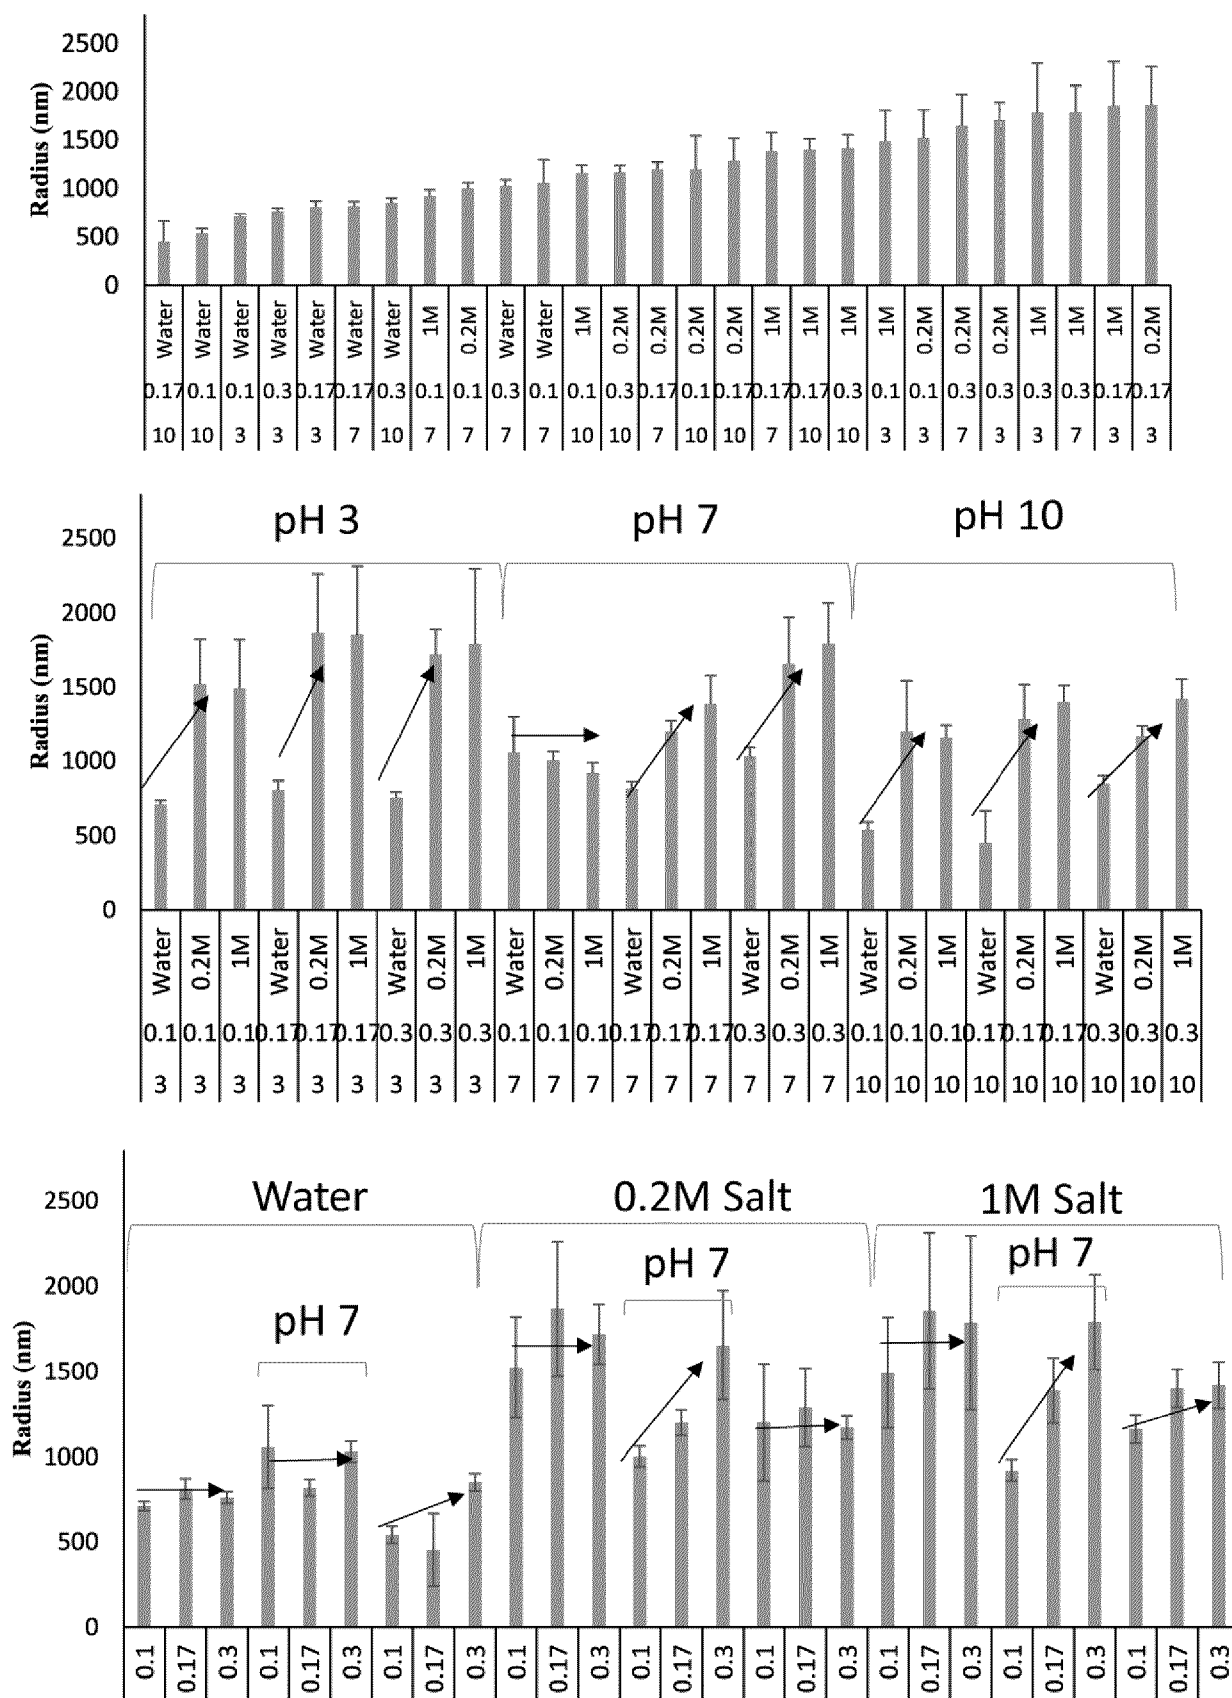 2500
2000
1500
1000
500
0
Radius (nm)
Water Water Water Water Water Water Water 1M 0.2M Water Water 1M 0.2M 0.2M 0.2M 0.2M 1M 1M 1M 1M 0.2M 0.2M 0.2M 1M 1M 1M 0.2M
0.17 0.1 0.1 0.3 0.17 0.17 0.3 0.1 0.1 0.3 0.1 0.1 0.3 0.17 0.1 0.17 0.17 0.17 0.3 0.1 0.1 0.3 0.3 0.3 0.3 0.17 0.17
10 10 3 3 3 7 10 7 7 7 7 10 10 7 10 10 7 10 10 3 3 7 3 3 7 3 3
pH 3 pH 7 pH 10
2500
2000
1500
1000
500
0
Radius (nm)
Water 0.2M 1M Water 0.2M 1M Water 0.2M 1M Water 0.2M 1M Water 0.2M 1M Water 0.2M 1M Water 0.2M 1M Water 0.2M 1M Water 0.2M 1M
0.1 0.1 0.1 0.17 0.17 0.17 0.3 0.3 0.3 0.1 0.1 0.1 0.17 0.17 0.17 0.3 0.3 0.3 0.1 0.1 0.1 0.17 0.17 0.17 0.3 0.3 0.3
3 3 3 3 3 3 3 3 3 7 7 7 7 7 7 7 7 7 10 10 10 10 10 10 10 10 10
Water 0.2M Salt 1M Salt
pH 7 pH 7 pH 7
2500
2000
1500
1000
500
0
Radius (nm)
0.1 0.17 0.3 0.1 0.17 0.3 0.1 0.17 0.3 0.1 0.17 0.3 0.1 0.17 0.3 0.1 0.17 0.3 0.1 0.17 0.3 0.1 0.17 0.3 0.1 0.17 0.3